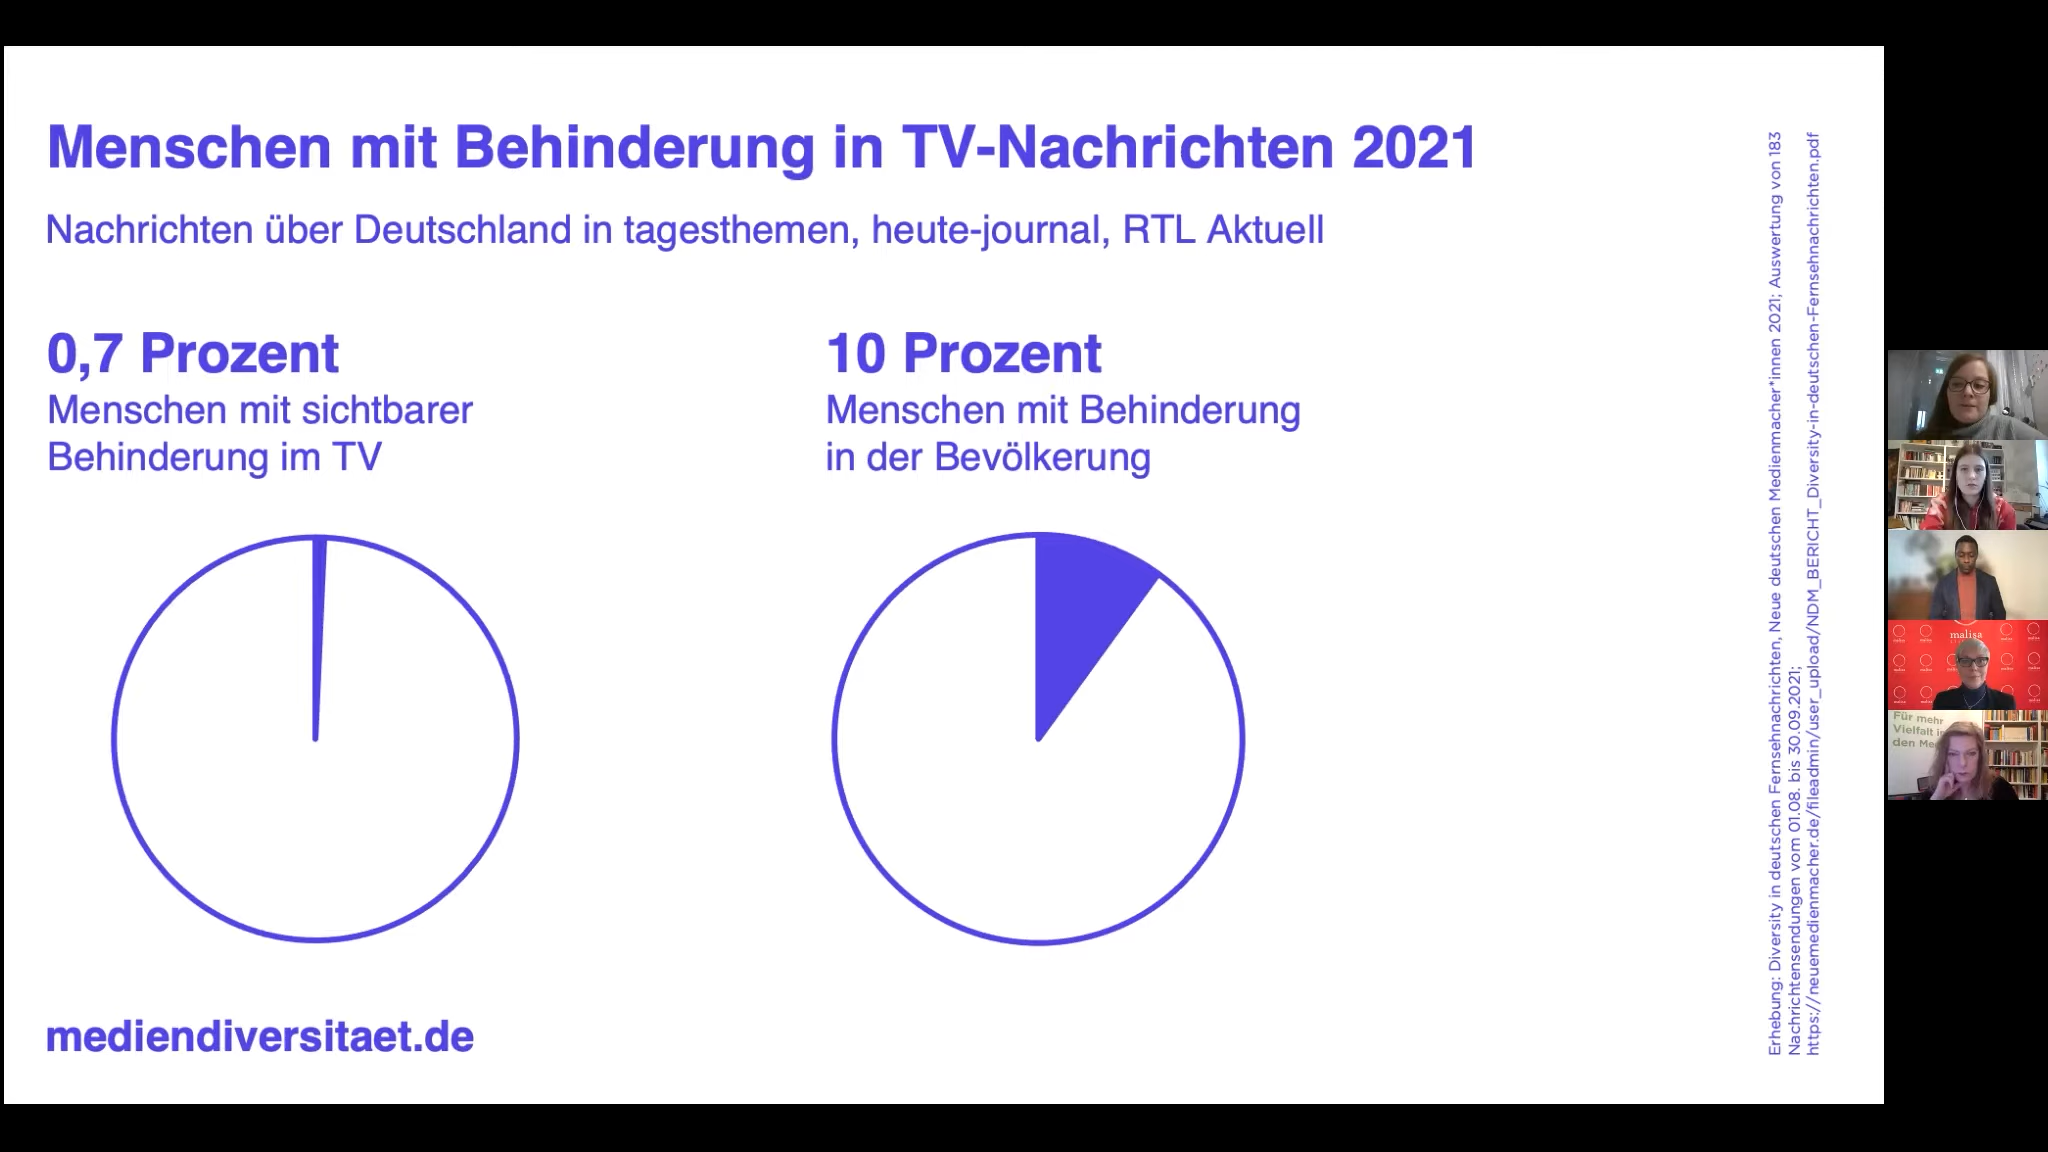 Menschen mit Behinderung in TV-Nachrichten 2021
Nachrichten über Deutschland in tagesthemen, heute-journal, RTL Aktuell
0,7 Prozent
Menschen mit sichtbarer
Behinderung im TV
10 Prozent
Menschen mit Behinderung
in der Bevölkerung
mediendiversitaet.de
Erhebung: Diversity in deutschen Fernsehnachrichten, Neue deutschen Medienmacher*innen 2021; Auswertung von 183
Nachrichtensendungen vom 01.08. bis 30.09.2021;
https://neuemedienmacher.de/fileadmin/user_upload/NDM_BERICHT_Diversity-in-deutschen-Fernsehnachrichten.pdf
malisa
Für mehr
Vielfalt
den